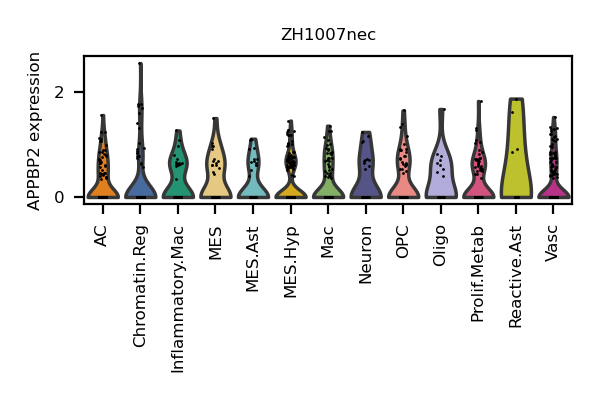 ZH1007nec
APPBP2 expression
2
0
AC
Chromatin.Reg
Inflammatory.Mac
MES
MES.Ast
MES.Hyp
Mac
Neuron
OPC
Oligo
Prolif.Metab
Reactive.Ast
Vasc